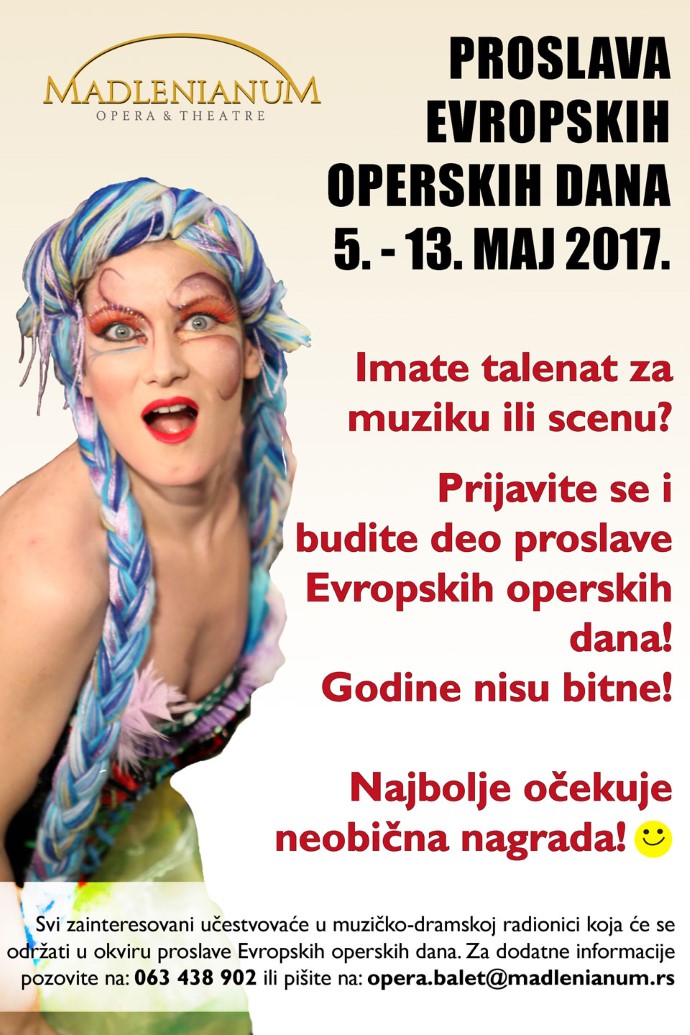 MADLENIANUM
OPERA & THEATRE
PROSLAVA
EVROPSKIH
OPERSKIH DANA
5. - 13. MAJ 2017.
Imate talenat za
muziku ili scenu?
Prijavite se i
budite deo proslave
Evropskih operskih
dana!
Godine nisu bitne!
Najbolje očekuje
neobična nagrada!
Svi zainteresovani učestvovaće u muzičko-dramskoj radionici koja će se
održati u okviru proslave Evropskih operskih dana. Za dodatne informacije
pozovite na: 063 438 902 ili pišite na: opera.balet@madlenianum.rs